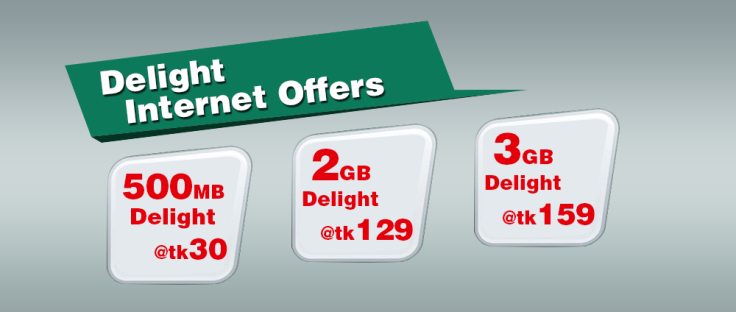 Delight
Internet Offers
500MB
Delight
@tk30
2GB
Delight
@tk129
3GB
Delight
@tk159